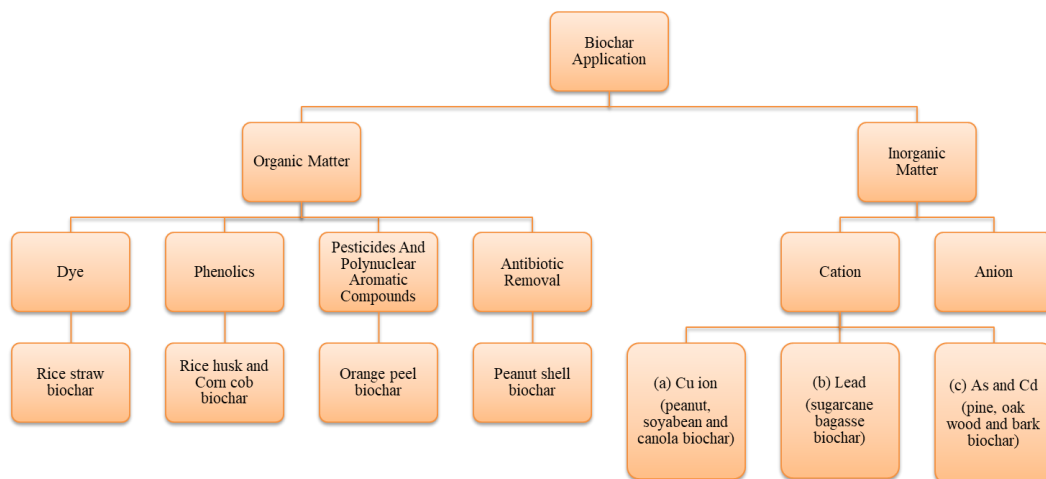 Biochar
Application
Organic Matter
Inorganic
Matter
Dye
Phenolics
Pesticides And
Polynuclear
Aromatic
Compounds
Antibiotic
Removal
Cation
Anion
Rice straw
biochar
Rice husk and
Corn cob
biochar
Orange peel
biochar
Peanut shell
biochar
(a) Cu ion
(peanut,
soyabean and
canola biochar)
(b) Lead
(sugarcane
bagasse
biochar)
(c) As and Cd
(pine, oak
wood and bark
biochar)